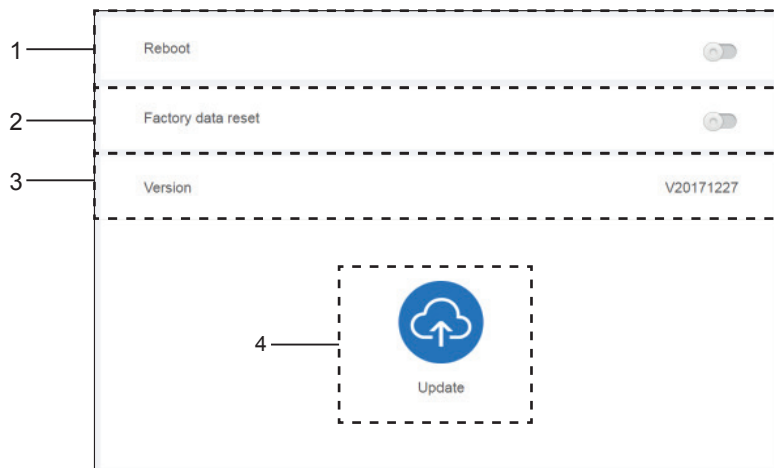 1
Reboot
2
Factory data reset
3
Version V20171227
4
Update